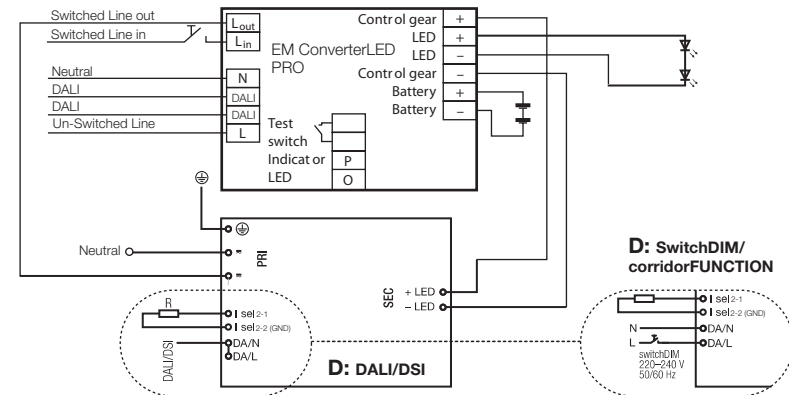 Switched Line out
Switched Line in
Lout
Lin
EM ConverterLED
PRO
Control gear +
LED +
LED –
Control gear –
Battery +
Battery –
Neutral
DALI
DALI
Un-Switched Line
N
DALI
DALI
L
Test
switch
Indicator
LED
P
O
Neutral
PRI
SEC
+ LED
– LED
R
I sel 2-1
I sel 2-2 (GND)
DA/N
DA/L
DALI/DSI
D: DALI/DSI
D: SwitchDIM/
corridorFUNCTION
I sel 2-1
I sel 2-2 (GND)
N
DA/N
L
DA/L
switchDIM
220–240 V
50/60 Hz